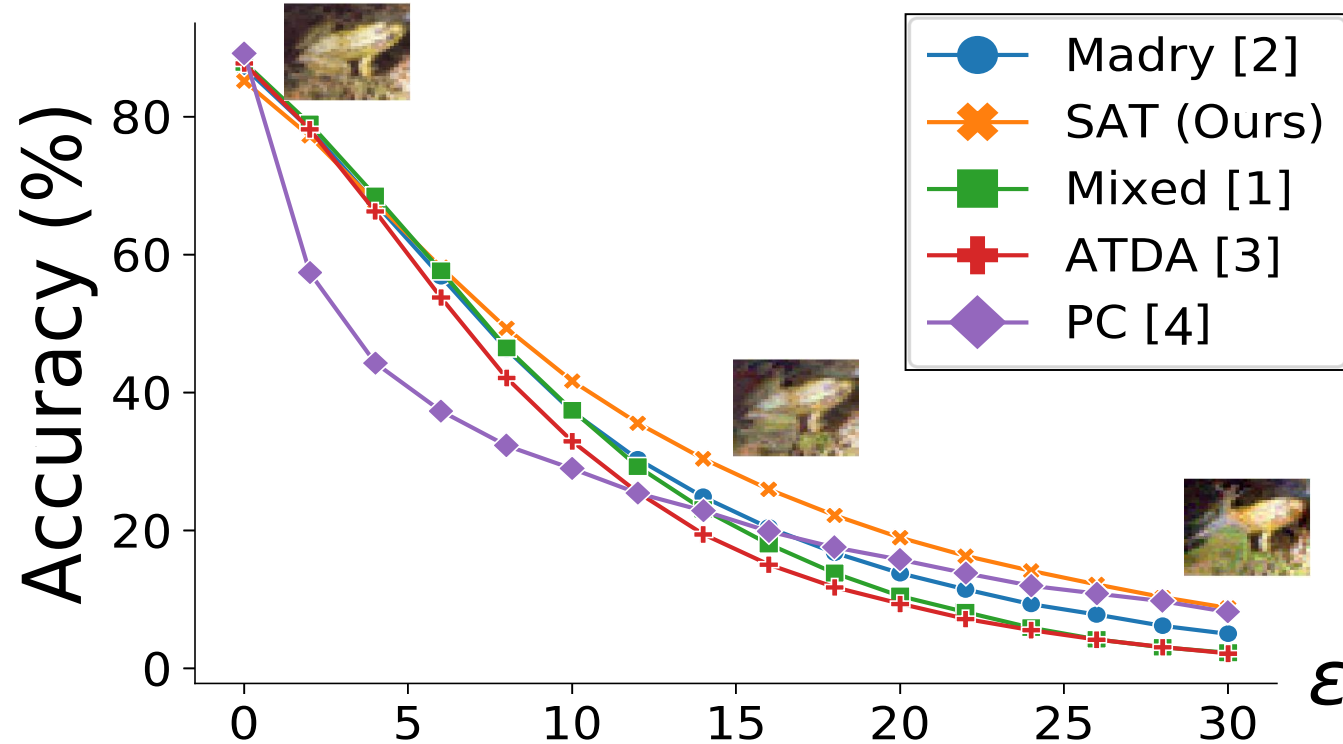 Accuracy (%)
80
60
40
20
0
0 5 10 15 20 25 30
ε
Madry [2]
SAT (Ours)
Mixed [1]
ATDA [3]
PC [4]